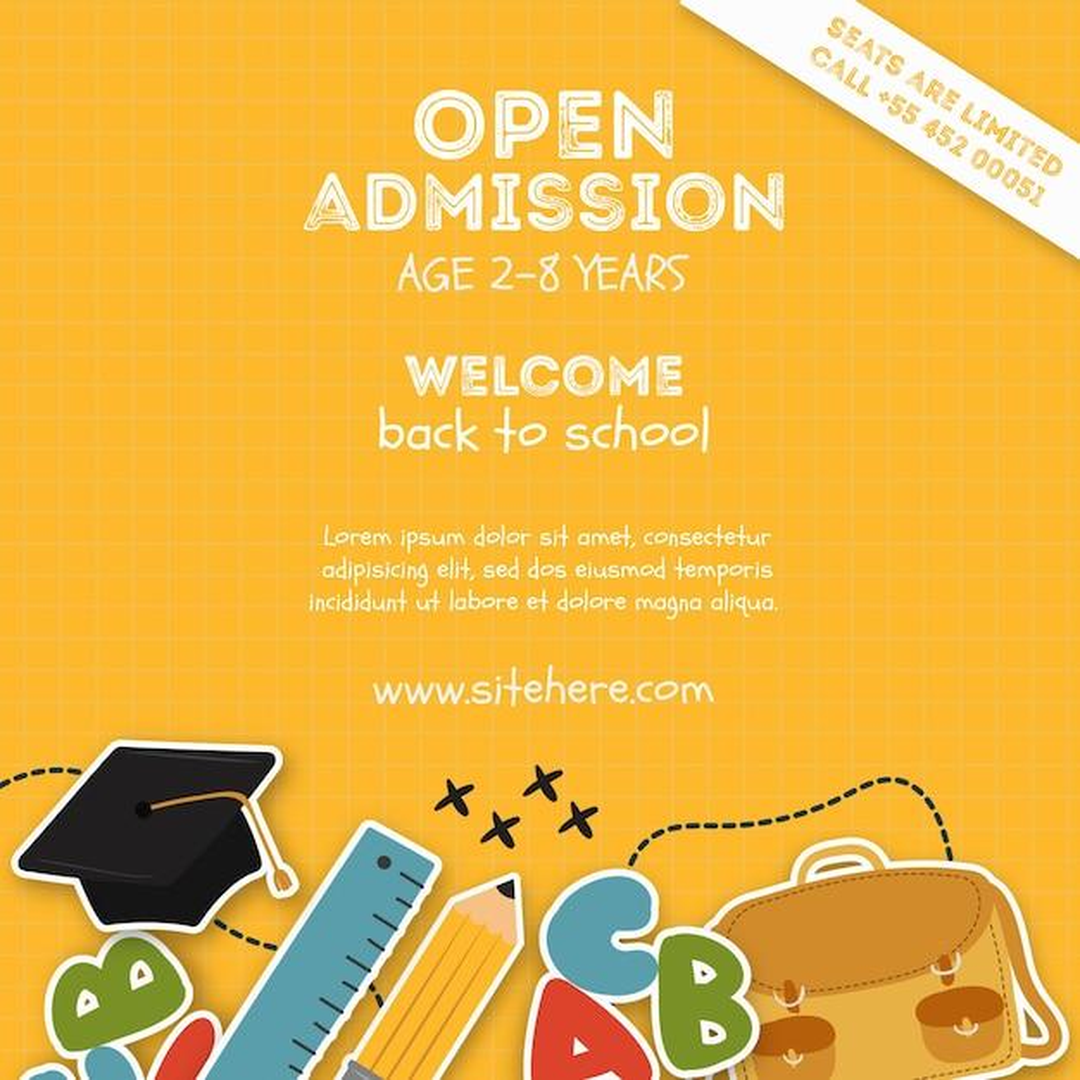 SEATS ARE LIMITED
CALL +55 452 00051
OPEN
ADMISSION
AGE 2-8 YEARS
WELCOME
back to school
Lorem ipsum dolor sit amet, consectetur
adipisicing elit, sed dos eiusmod temporis
incididunt ut labore et dolore magna aliqua.
www.sitehere.com
B
C
B
A